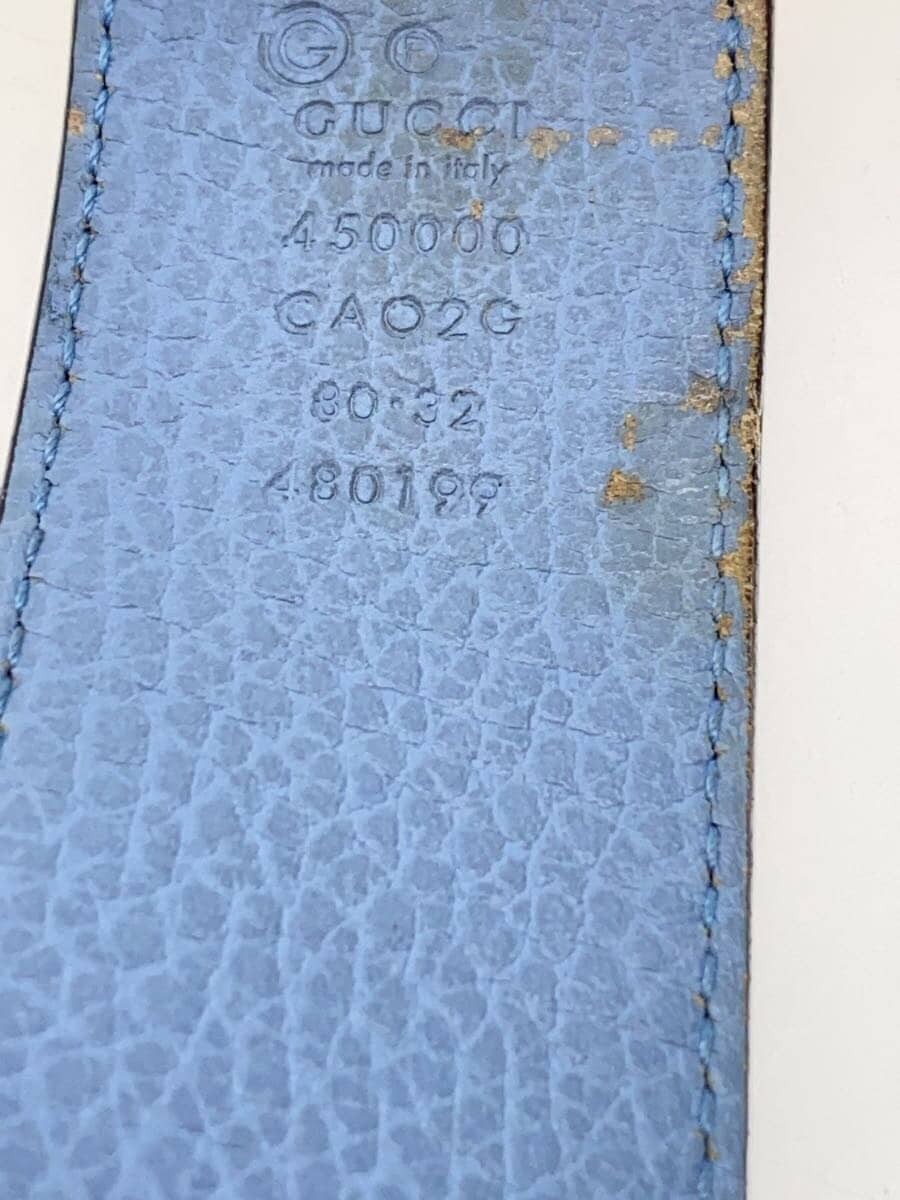 G F
GUCCI
made in italy
450000
CAO2G
80·32
480199